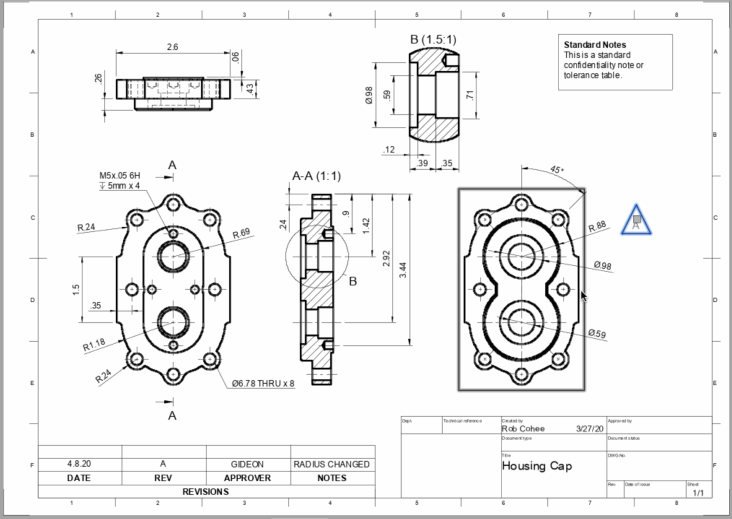 1 2 3 4 5 6 7 8
A A
B B
C C
D D
E E
F F
2.6
.06
.26
.43
B (1.5:1)
Ø.98
.59
.71
.12
.39 .35
Standard Notes
This is a standard
confidentiality note or
tolerance table.
A
M5x.05 6H
↧ 5mm x 4
R.24
R.69
1.5
.35
R1.18
R.24
Ø6.78 THRU x 8
A
A-A (1:1)
.24
.9
1.42
2.92
3.44
B
45°
R.88
Ø.98
Ø.59
A
4.8.20 A GIDEON RADIUS CHANGED
DATE REV APPROVER NOTES
REVISIONS
Dept. Technical reference Created by Approved by
Rob Cohee 3/27/20
Document type Document status
Title DWG No.
Housing Cap
Rev. Date of issue Sheet
1/1
1 2 3 4 5 6 7 8